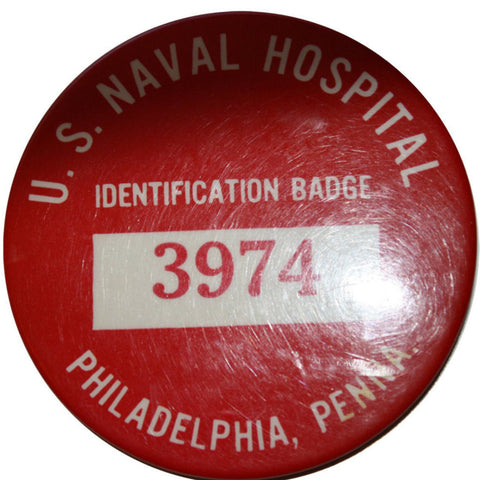 U. S. NAVAL HOSPITAL
IDENTIFICATION BADGE
3974
PHILADELPHIA, PENNA.